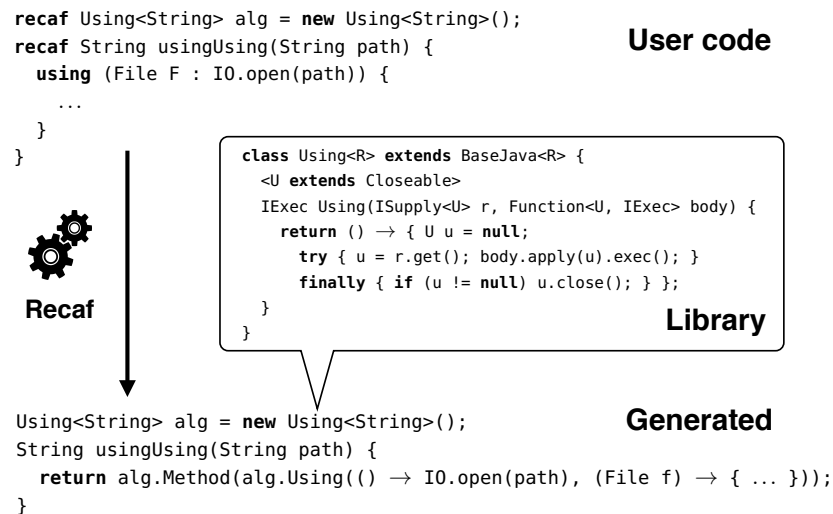 recaf Using<String> alg = new Using<String>();
recaf String usingUsing(String path) {
  using (File F : IO.open(path)) {
    ...
  }
}
User code
Recaf
class Using<R> extends BaseJava<R> {
  <U extends Closeable>
  IExec Using(ISupply<U> r, Function<U, IExec> body) {
    return () → { U u = null;
      try { u = r.get(); body.apply(u).exec(); }
      finally { if (u != null) u.close(); } };
  }
}
Library
Generated
Using<String> alg = new Using<String>();
String usingUsing(String path) {
  return alg.Method(alg.Using(() → IO.open(path), (File f) → { ... }));
}